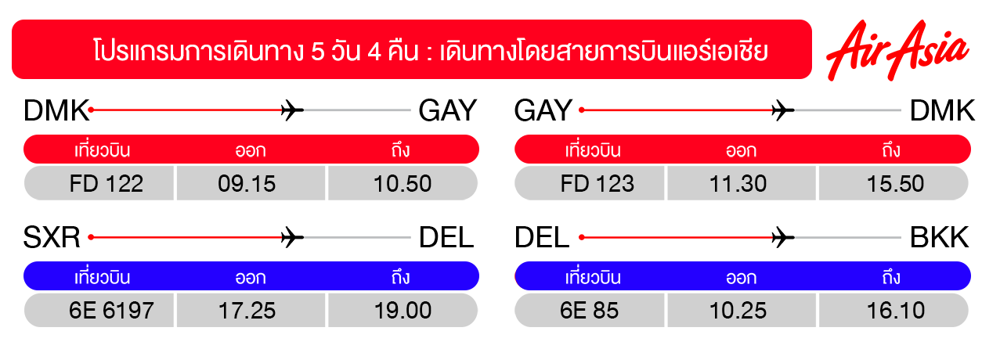 โปรแกรมการเดินทาง 5 วัน 4 คืน : เดินทางโดยสายการบินแอร์เอเชีย
AirAsia
DMK GAY
เที่ยวบิน ออก ถึง
FD 122 09.15 10.50
GAY DMK
เที่ยวบิน ออก ถึง
FD 123 11.30 15.50
SXR DEL
เที่ยวบิน ออก ถึง
6E 6197 17.25 19.00
DEL BKK
เที่ยวบิน ออก ถึง
6E 85 10.25 16.10